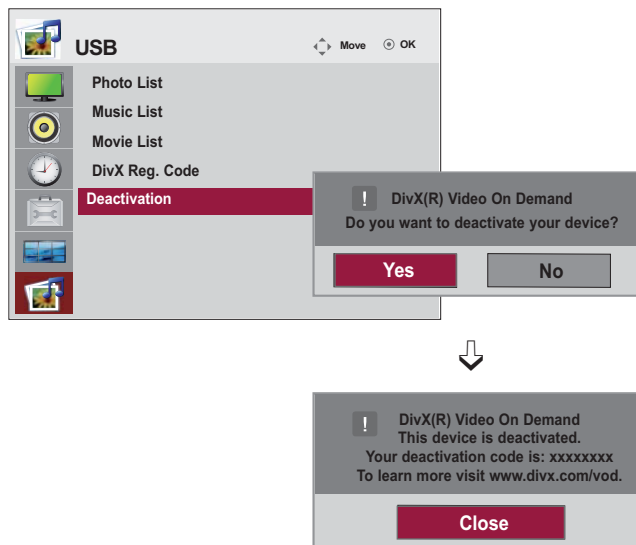 USB
Move OK
Photo List
Music List
Movie List
DivX Reg. Code
Deactivation
! DivX(R) Video On Demand
Do you want to deactivate your device?
Yes No
! DivX(R) Video On Demand
This device is deactivated.
Your deactivation code is: xxxxxxxx
To learn more visit www.divx.com/vod.
Close